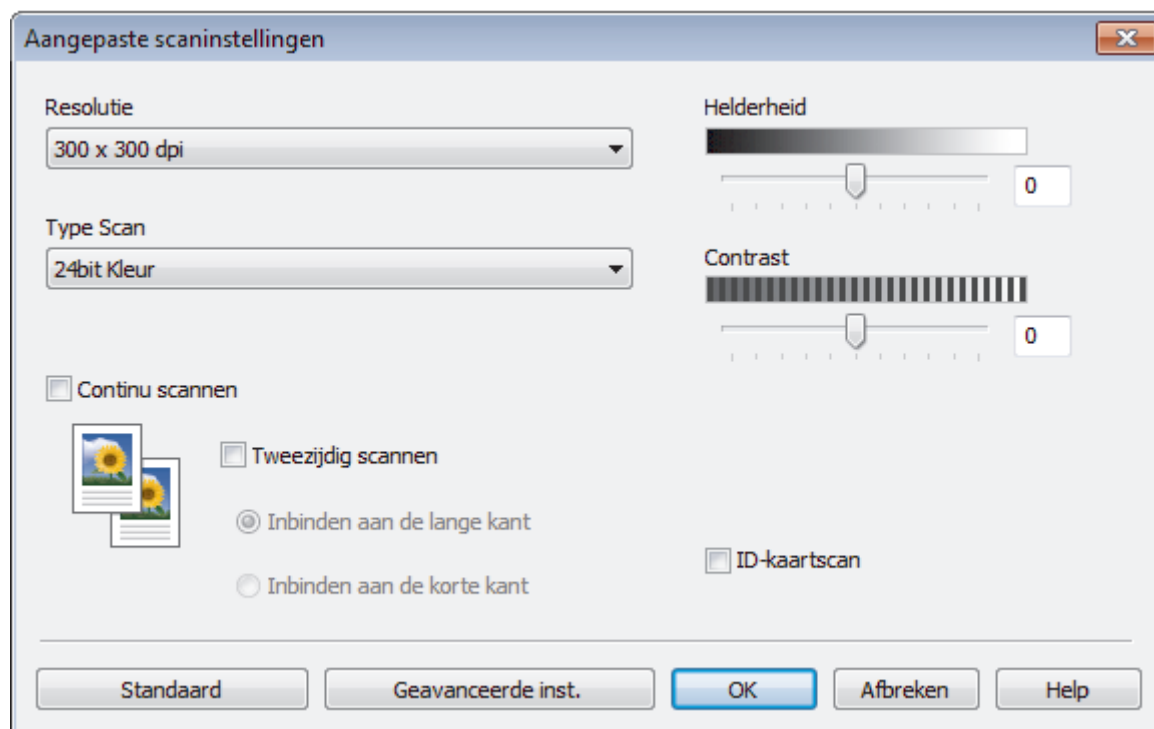 Aangepaste scaninstellingen
Resolutie
300 x 300 dpi
Type Scan
24bit Kleur
Helderheid
0
Contrast
0
Continu scannen
Tweezijdig scannen
Inbinden aan de lange kant
Inbinden aan de korte kant
ID-kaartscan
Standaard
Geavanceerde inst.
OK
Afbreken
Help